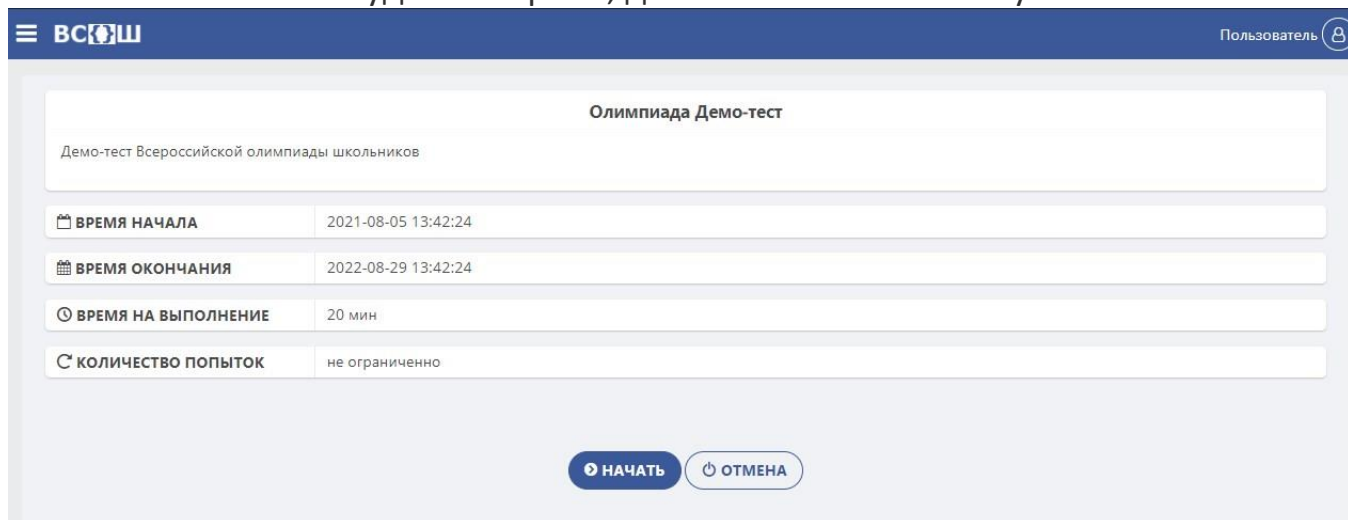 ВСОШ
Пользователь
Олимпиада Демо-тест
Демо-тест Всероссийской олимпиады школьников
ВРЕМЯ НАЧАЛА 2021-08-05 13:42:24
ВРЕМЯ ОКОНЧАНИЯ 2022-08-29 13:42:24
ВРЕМЯ НА ВЫПОЛНЕНИЕ 20 мин
КОЛИЧЕСТВО ПОПЫТОК не ограниченно
НАЧАТЬ ОТМЕНА